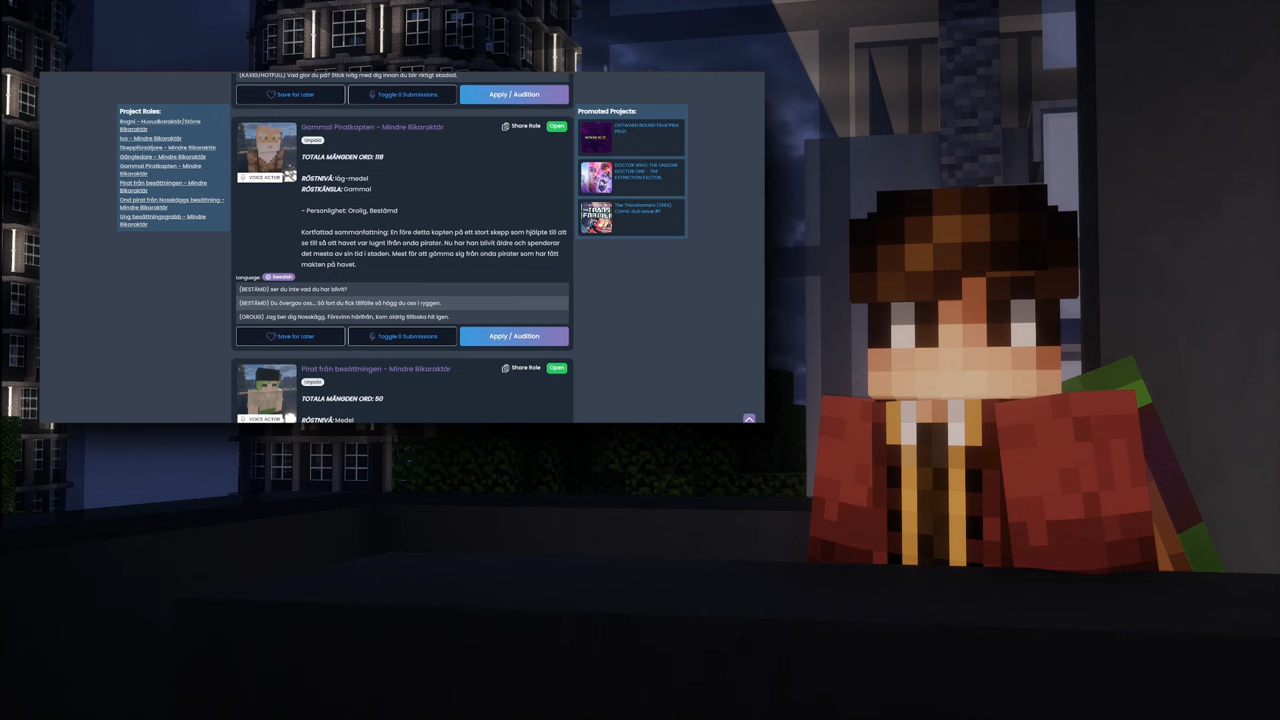 (KAXIG/HOTFULL) Vad glor du på? Stick iväg med dig innan du blir riktigt skadad.
Save for Later
Toggle 0 Submissions
Apply / Audition
Project Roles:
Ragni - Huvudkaraktär/Större
Bikaraktär
Ivo - Mindre Bikaraktär
Skeppförsäljare - Mindre Bikaraktär
Gängledare - Mindre Bikaraktär
Gammal Piratkapten - Mindre
Bikaraktär
Pirat från besättningen - Mindre
Bikaraktär
Ond pirat från Nosskäggs besättning -
Mindre Bikaraktär
Ung besättningsgrabb - Mindre
Bikaraktär
Gammal Piratkapten - Mindre Bikaraktär
Share Role
Open
Unpaid
TOTALA MÄNGDEN ORD: 118
VOICE ACTOR
RÖSTNIVÅ: låg-medel
RÖSTKÄNSLA: Gammal
- Personlighet: Orolig, Bestämd
Kortfattad sammanfattning: En före detta kapten på ett stort skepp som hjälpte till att
se till så att havet var lugnt ifrån onda pirater. Nu har han blivit äldre och spenderar
det mesta av sin tid i staden. Mest för att gömma sig från onda pirater som har fått
makten på havet.
Language: Swedish
(BESTÄMD) ser du inte vad du har blivit?
(BESTÄMD) Du övergav oss... Så fort du fick tillfälle så högg du oss i ryggen.
(OROLIG) Jag ber dig Nosskägg. Försvinn härifrån, kom aldrig tillbaka hit igen.
Save for Later
Toggle 0 Submissions
Apply / Audition
Pirat från besättningen - Mindre Bikaraktär
Share Role
Open
Unpaid
TOTALA MÄNGDEN ORD: 50
VOICE ACTOR
RÖSTNIVÅ: Medel
Promoted Projects:
OUTWARD BOUND Final Pilot
Pitch
DOCTOR WHO: THE UNDONE
DOCTOR ONE - THE
EXTINCTION FACTOR.
The Transformers (1984)
Comic dub issue #1